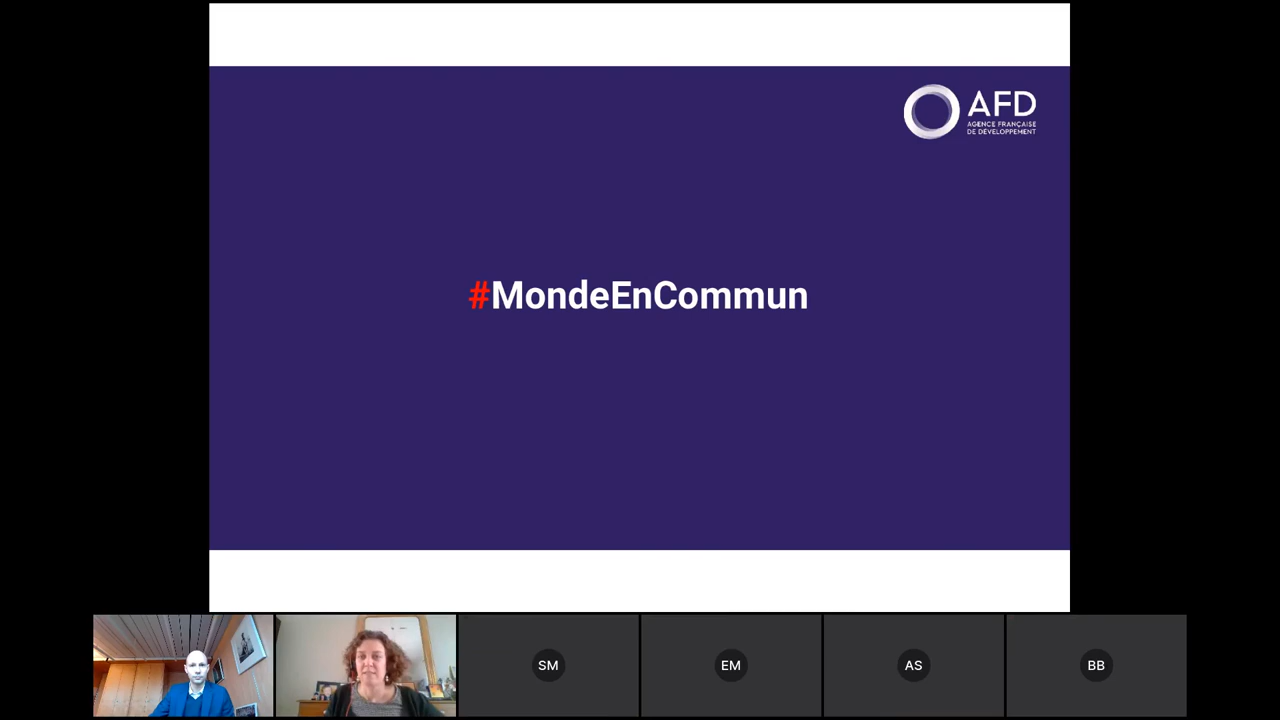 AFD
AGENCE FRANÇAISE
DE DÉVELOPPEMENT
#MondeEnCommun
SM
EM
AS
BB